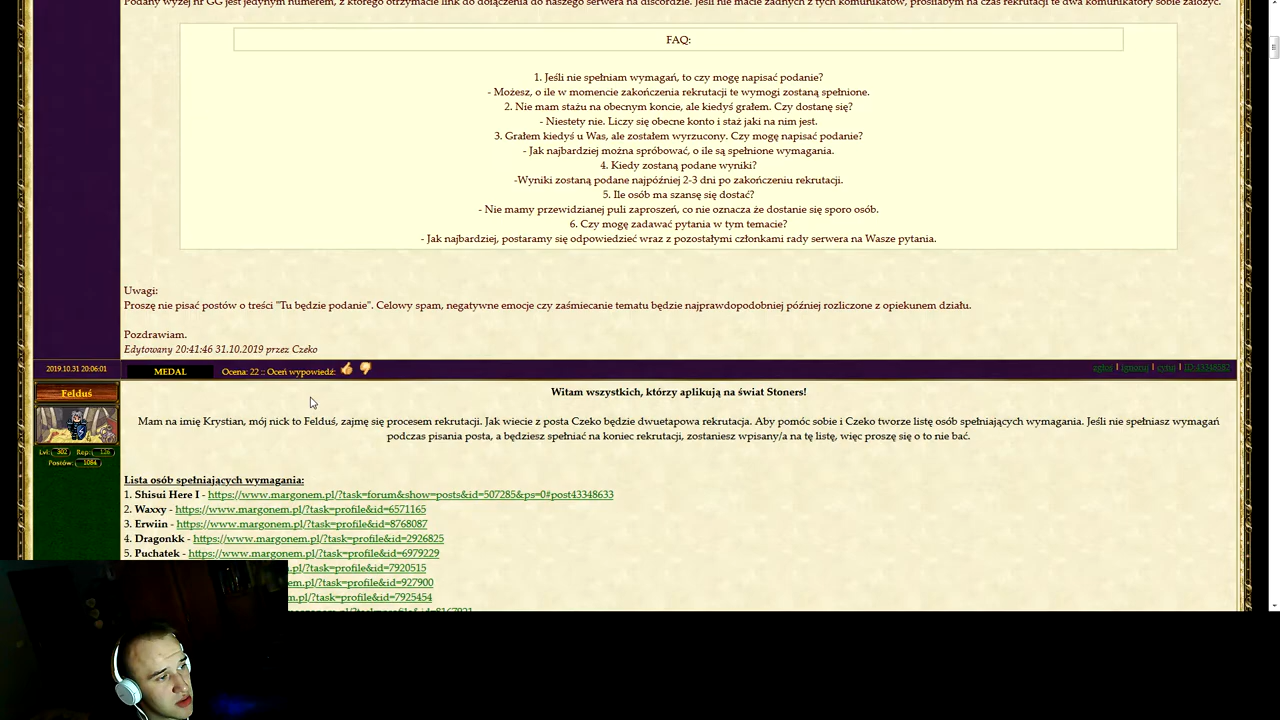 Podany wyżej nr GG jest jedynym numerem, z którego otrzymacie link do dołączenia do naszego serwera na discordzie. Jeśli nie macie żadnych z tych komunikatów, prosiłabym na czas rekrutacji te dwa komunikatory sobie założyć.
FAQ:
1. Jeśli nie spełniam wymagań, to czy mogę napisać podanie?
- Możesz, o ile w momencie zakończenia rekrutacji te wymogi zostaną spełnione.
2. Nie mam stażu na obecnym koncie, ale kiedyś grałem. Czy dostanę się?
- Niestety nie. Liczy się obecne konto i staż jaki na nim jest.
3. Grałem kiedyś u Was, ale zostałem wyrzucony. Czy mogę napisać podanie?
- Jak najbardziej można spróbować, o ile są spełnione wymagania.
4. Kiedy zostaną podane wyniki?
-Wyniki zostaną podane najpóźniej 2-3 dni po zakończeniu rekrutacji.
5. Ile osób ma szansę się dostać?
- Nie mamy przewidzianej puli zaproszeń, co nie oznacza że dostanie się sporo osób.
6. Czy mogę zadawać pytania w tym temacie?
- Jak najbardziej, postaramy się odpowiedzieć wraz z pozostałymi członkami rady serwera na Wasze pytania.
Uwagi:
Proszę nie pisać postów o treści "Tu będzie podanie". Celowy spam, negatywne emocje czy zaśmiecanie tematu będzie najprawdopodobniej później rozliczone z opiekunem działu.
Pozdrawiam.
Edytowany 20:41:46 31.10.2019 przez Czeko
2019.10.31 20:06:01 MEDAL Ocena: 22 :: Oceń wypowiedź: zgłoś | Ignoruj | cytuj | ID:43348582
Felduś
Lvl: 302 Rep: 126
Postów: 1084
Witam wszystkich, którzy aplikują na świat Stoners!
Mam na imię Krystian, mój nick to Felduś, zajmę się procesem rekrutacji. Jak wiecie z posta Czeko będzie dwuetapowa rekrutacja. Aby pomóc sobie i Czeko tworze listę osób spełniających wymagania. Jeśli nie spełniasz wymagań
podczas pisania posta, a będziesz spełniać na koniec rekrutacji, zostaniesz wpisany/a na tę listę, więc proszę się o to nie bać.
Lista osób spełniających wymagania:
1. Shisui Here I - https://www.margonem.pl/?task=forum&show=posts&id=507285&ps=0#post43348633
2. Waxxy - https://www.margonem.pl/?task=profile&id=6571165
3. Erwiin - https://www.margonem.pl/?task=profile&id=8768087
4. Dragonkk - https://www.margonem.pl/?task=profile&id=2926825
5. Puchatek - https://www.margonem.pl/?task=profile&id=6979229
m.pl/?task=profile&id=7920515
em.pl/?task=profile&id=927900
m.pl/?task=profile&id=7925454